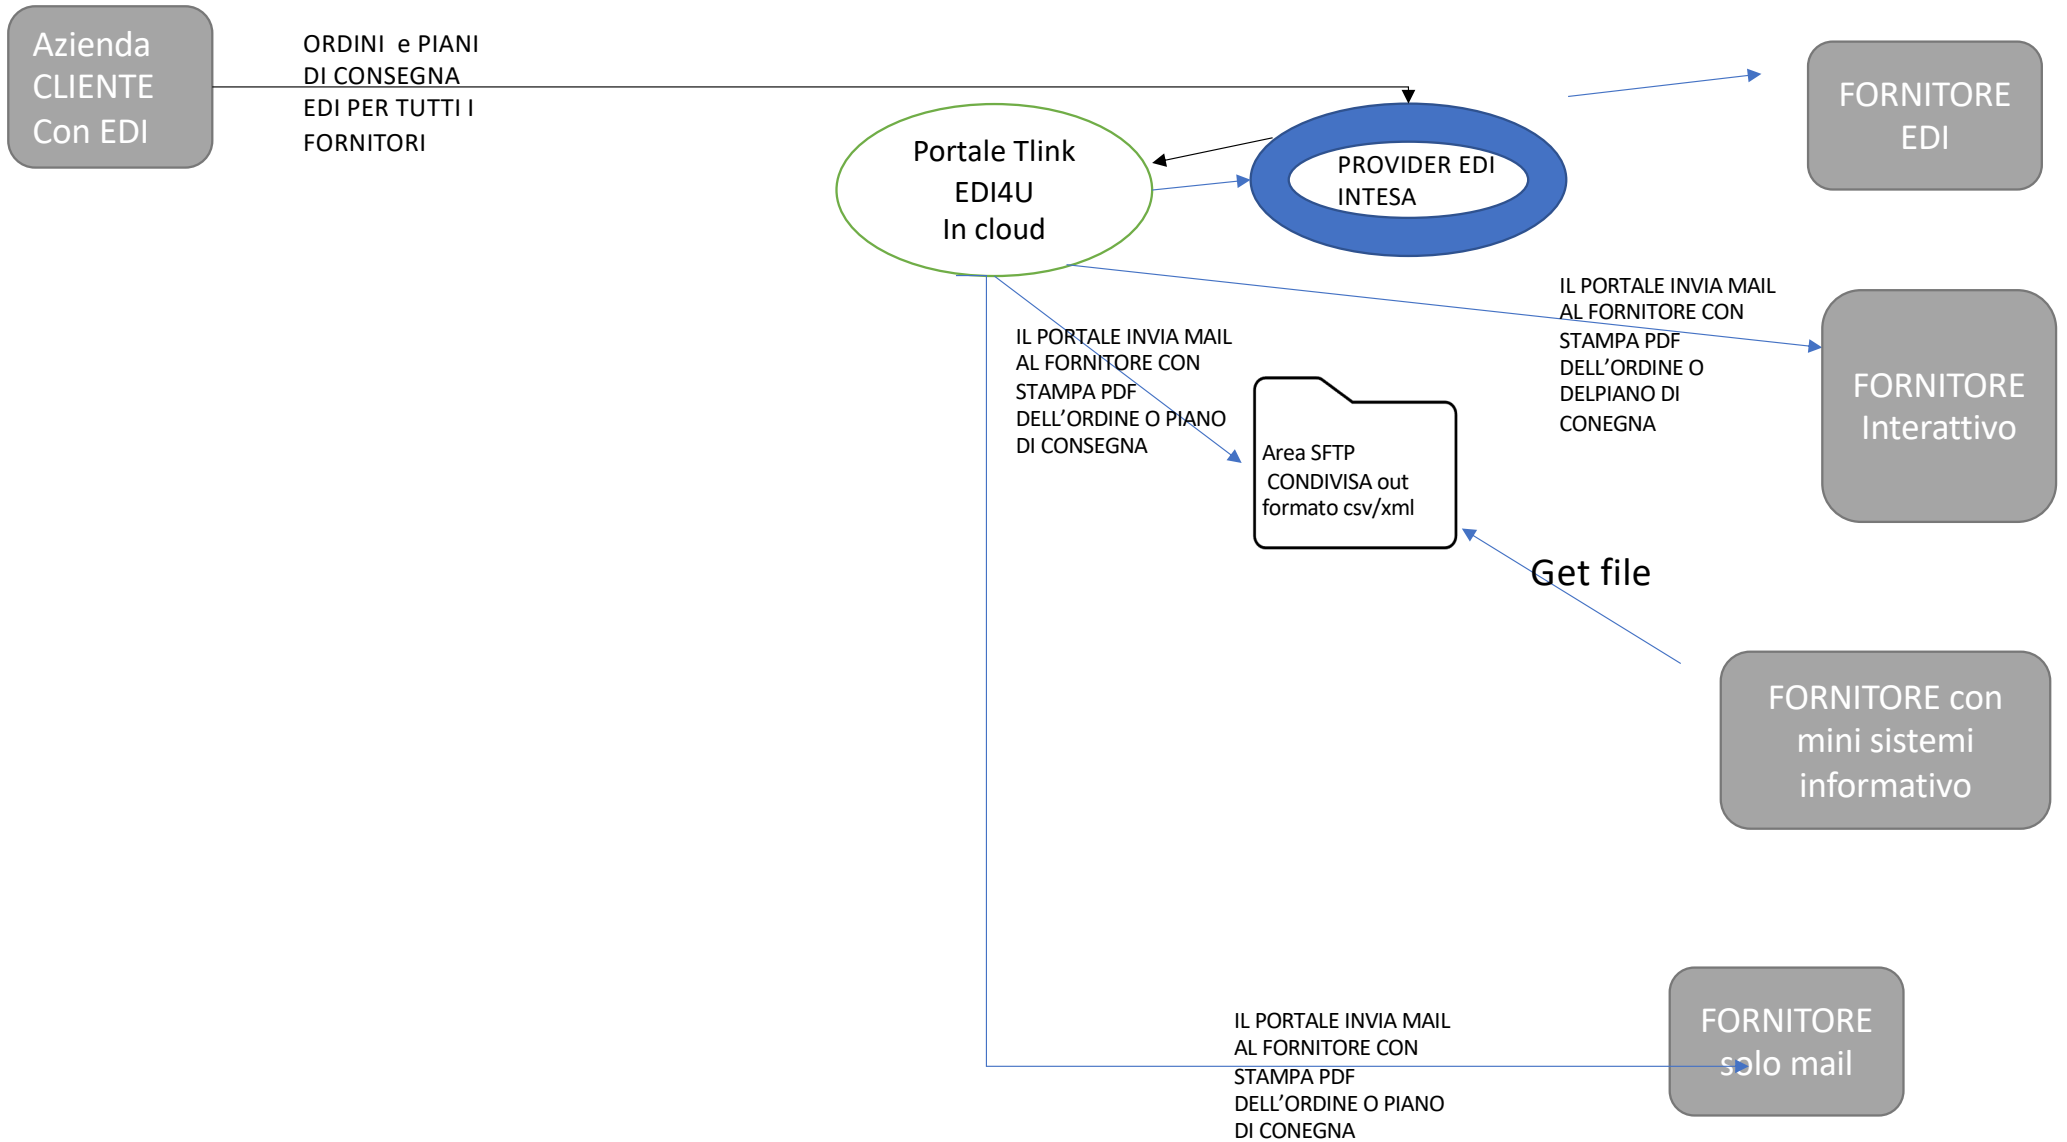 Azienda
CLIENTE
Con EDI
ORDINI e PIANI
DI CONSEGNA
EDI PER TUTTI I
FORNITORI
Portale Tlink
EDI4U
In cloud
PROVIDER EDI
INTESA
FORNITORE
EDI
IL PORTALE INVIA MAIL
AL FORNITORE CON
STAMPA PDF
DELL’ORDINE O
DELPIANO DI
CONEGNA
FORNITORE
Interattivo
IL PORTALE INVIA MAIL
AL FORNITORE CON
STAMPA PDF
DELL’ORDINE O PIANO
DI CONSEGNA
Area SFTP
CONDIVISA out
formato csv/xml
Get file
FORNITORE con
mini sistemi
informativo
IL PORTALE INVIA MAIL
AL FORNITORE CON
STAMPA PDF
DELL’ORDINE O PIANO
DI CONEGNA
FORNITORE
solo mail